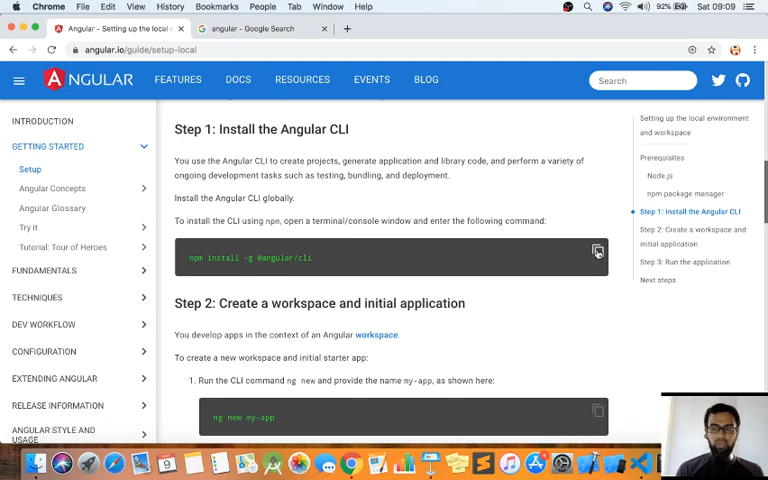 Chrome File Edit View History Bookmarks People Tab Window Help 92% Sat 09:09
Angular - Setting up the local e
angular - Google Search
angular.io/guide/setup-local
ANGULAR FEATURES DOCS RESOURCES EVENTS BLOG Search
INTRODUCTION
GETTING STARTED
Setup
Angular Concepts
Angular Glossary
Try it
Tutorial: Tour of Heroes
FUNDAMENTALS
TECHNIQUES
DEV WORKFLOW
CONFIGURATION
EXTENDING ANGULAR
RELEASE INFORMATION
ANGULAR STYLE AND
USAGE
Step 1: Install the Angular CLI
You use the Angular CLI to create projects, generate application and library code, and perform a variety of
ongoing development tasks such as testing, bundling, and deployment.
Install the Angular CLI globally.
To install the CLI using npm, open a terminal/console window and enter the following command:
npm install -g @angular/cli
Step 2: Create a workspace and initial application
You develop apps in the context of an Angular workspace.
To create a new workspace and initial starter app:
1. Run the CLI command ng new and provide the name my-app, as shown here:
ng new my-app
Setting up the local environment
and workspace
Prerequisites
Node.js
npm package manager
Step 1: Install the Angular CLI
Step 2: Create a workspace and
initial application
Step 3: Run the application
Next steps